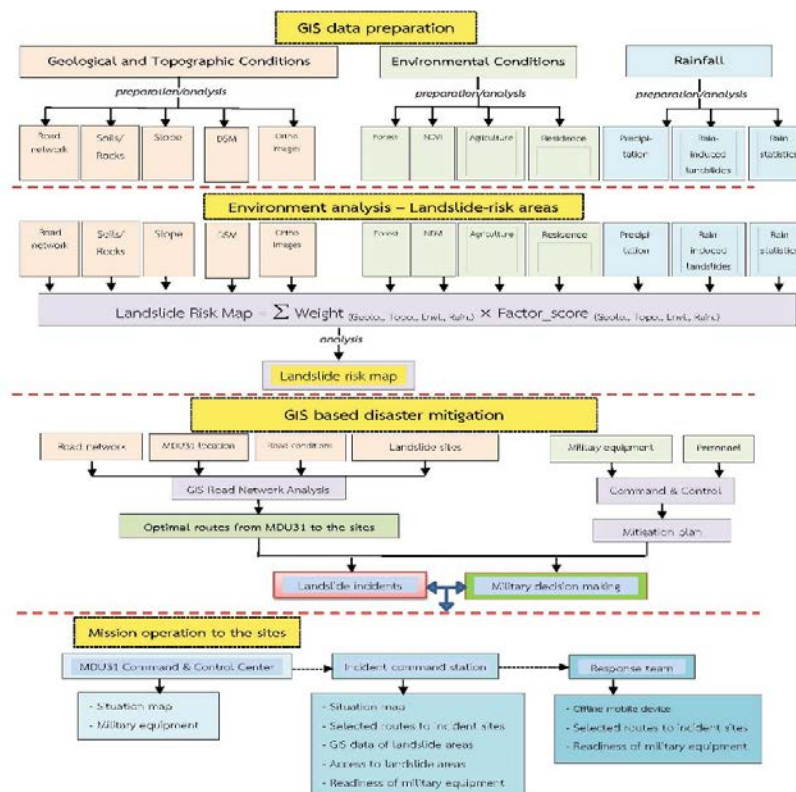 GIS data preparation
Geological and Topographic Conditions
Environmental Conditions
Rainfall
preparation/analysis
preparation/analysis
preparation/analysis
Road network
Soils/ Rocks
Slope
DSM
Ortho images
Forest
NDVI
Agriculture
Residence
Precipi- tation
Rain- induced landslides
Rain statistics
Environment analysis – Landslide-risk areas
Road network
Soils/ Rocks
Slope
DSM
Ortho images
Forest
NDVI
Agriculture
Residence
Precipi- tation
Rain- induced landslides
Rain statistics
Landslide Risk Map = ∑ Weight (Geolo., Topo., Envi., Rain.) × Factor_score (Geolo., Topo., Envi., Rain.)
analysis
Landslide risk map
GIS based disaster mitigation
Road network
MDU31 location
Road conditions
Landslide sites
Military equipment
Personnel
GIS Road Network Analysis
Command & Control
Optimal routes from MDU31 to the sites
Mitigation plan
Landslide incidents
Military decision making
Mission operation to the sites
MDU31 Command & Control Center
Incident command station
Response team
- Situation map
- Military equipment
- Situation map
- Selected routes to incident sites
- GIS data of landslide areas
- Access to landslide areas
- Readiness of military equipment
- Offline mobile device
- Selected routes to incident sites
- Readiness of military equipment